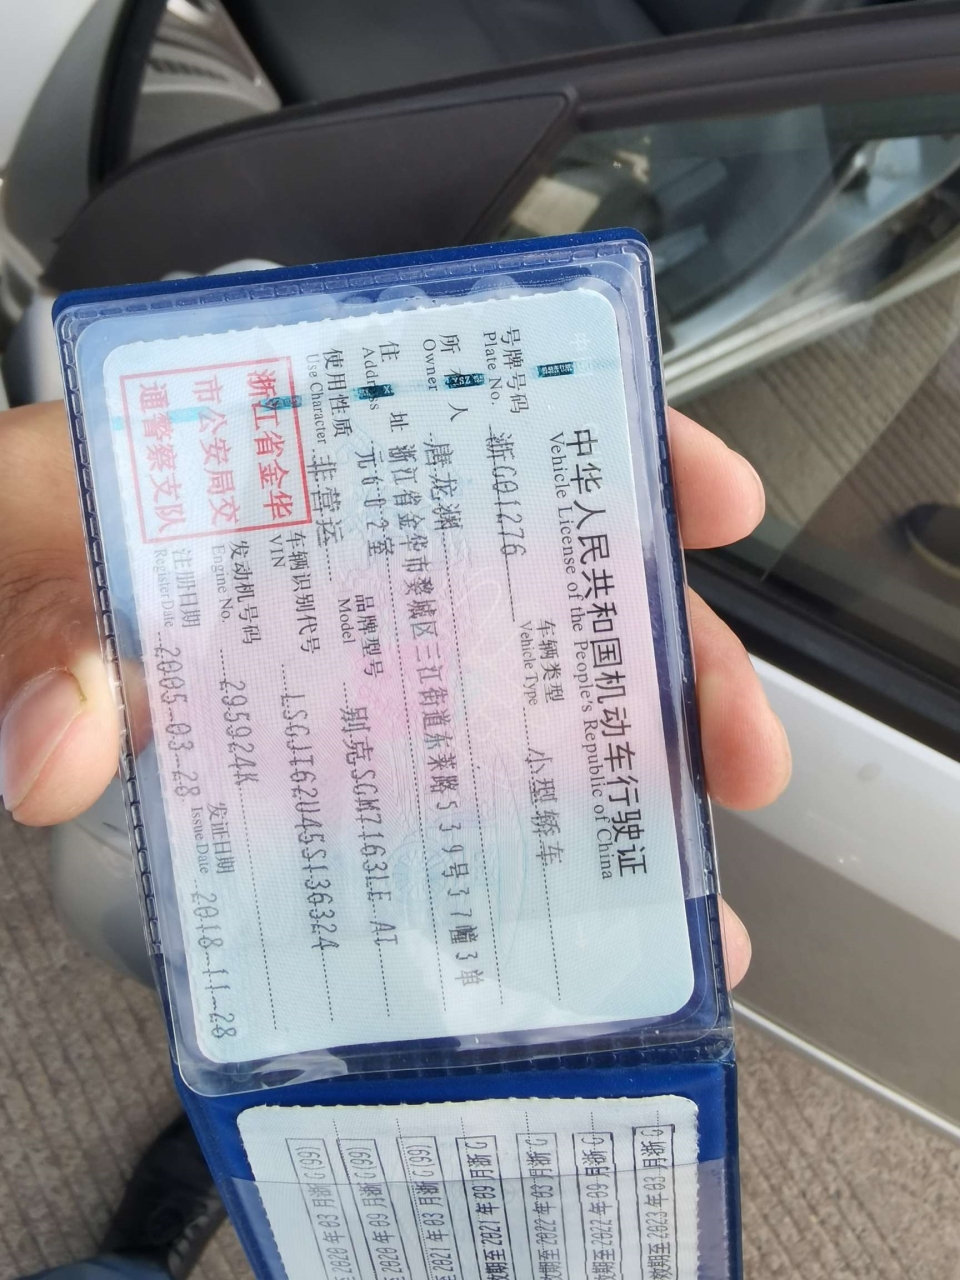 中华人民共和国机动车行驶证
Vehicle License of the People's Republic of China
号牌号码 浙G01276 车辆类型 小型轿车
Plate No. Vehicle Type
所有人 唐龙渊
Owner
住址 浙江省金华市婺城区三江街道东莱路539号37幢3单
Address 元602室
使用性质 非营运 品牌型号 别克SGM7163LE AT
Use Character Model
浙江省金华
市公安局交
通警察支队
车辆识别代号 LSGJT62U45S136324
VIN
发动机号码 295924K
Engine No.
注册日期 2005-03-28 发证日期 2018-11-28
Register Date Issue Date